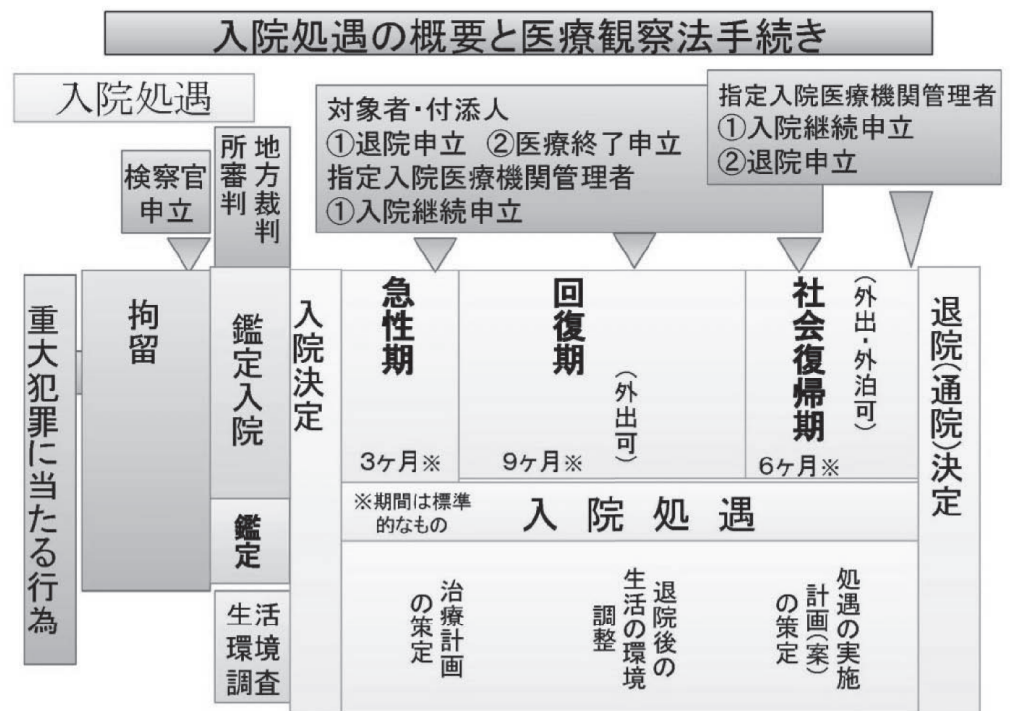 入院処遇の概要と医療観察法手続き
入院処遇
検察官
申立
地方裁判
所審判
対象者・付添人
①退院申立 ②医療終了申立
指定入院医療機関管理者
①入院継続申立
指定入院医療機関管理者
①入院継続申立
②退院申立
重大犯罪に当たる行為
拘留
鑑定入院
鑑定
生活
環境
調査
入院決定
急性期
3ヶ月※
回復期
（外出可）
9ヶ月※
社会復帰期
（外出・外泊可）
6ヶ月※
退院（通院）決定
※期間は標準
的なもの
入院処遇
治療計画
の策定
退院後の
生活の環境
調整
処遇の実施
計画（案）
の策定